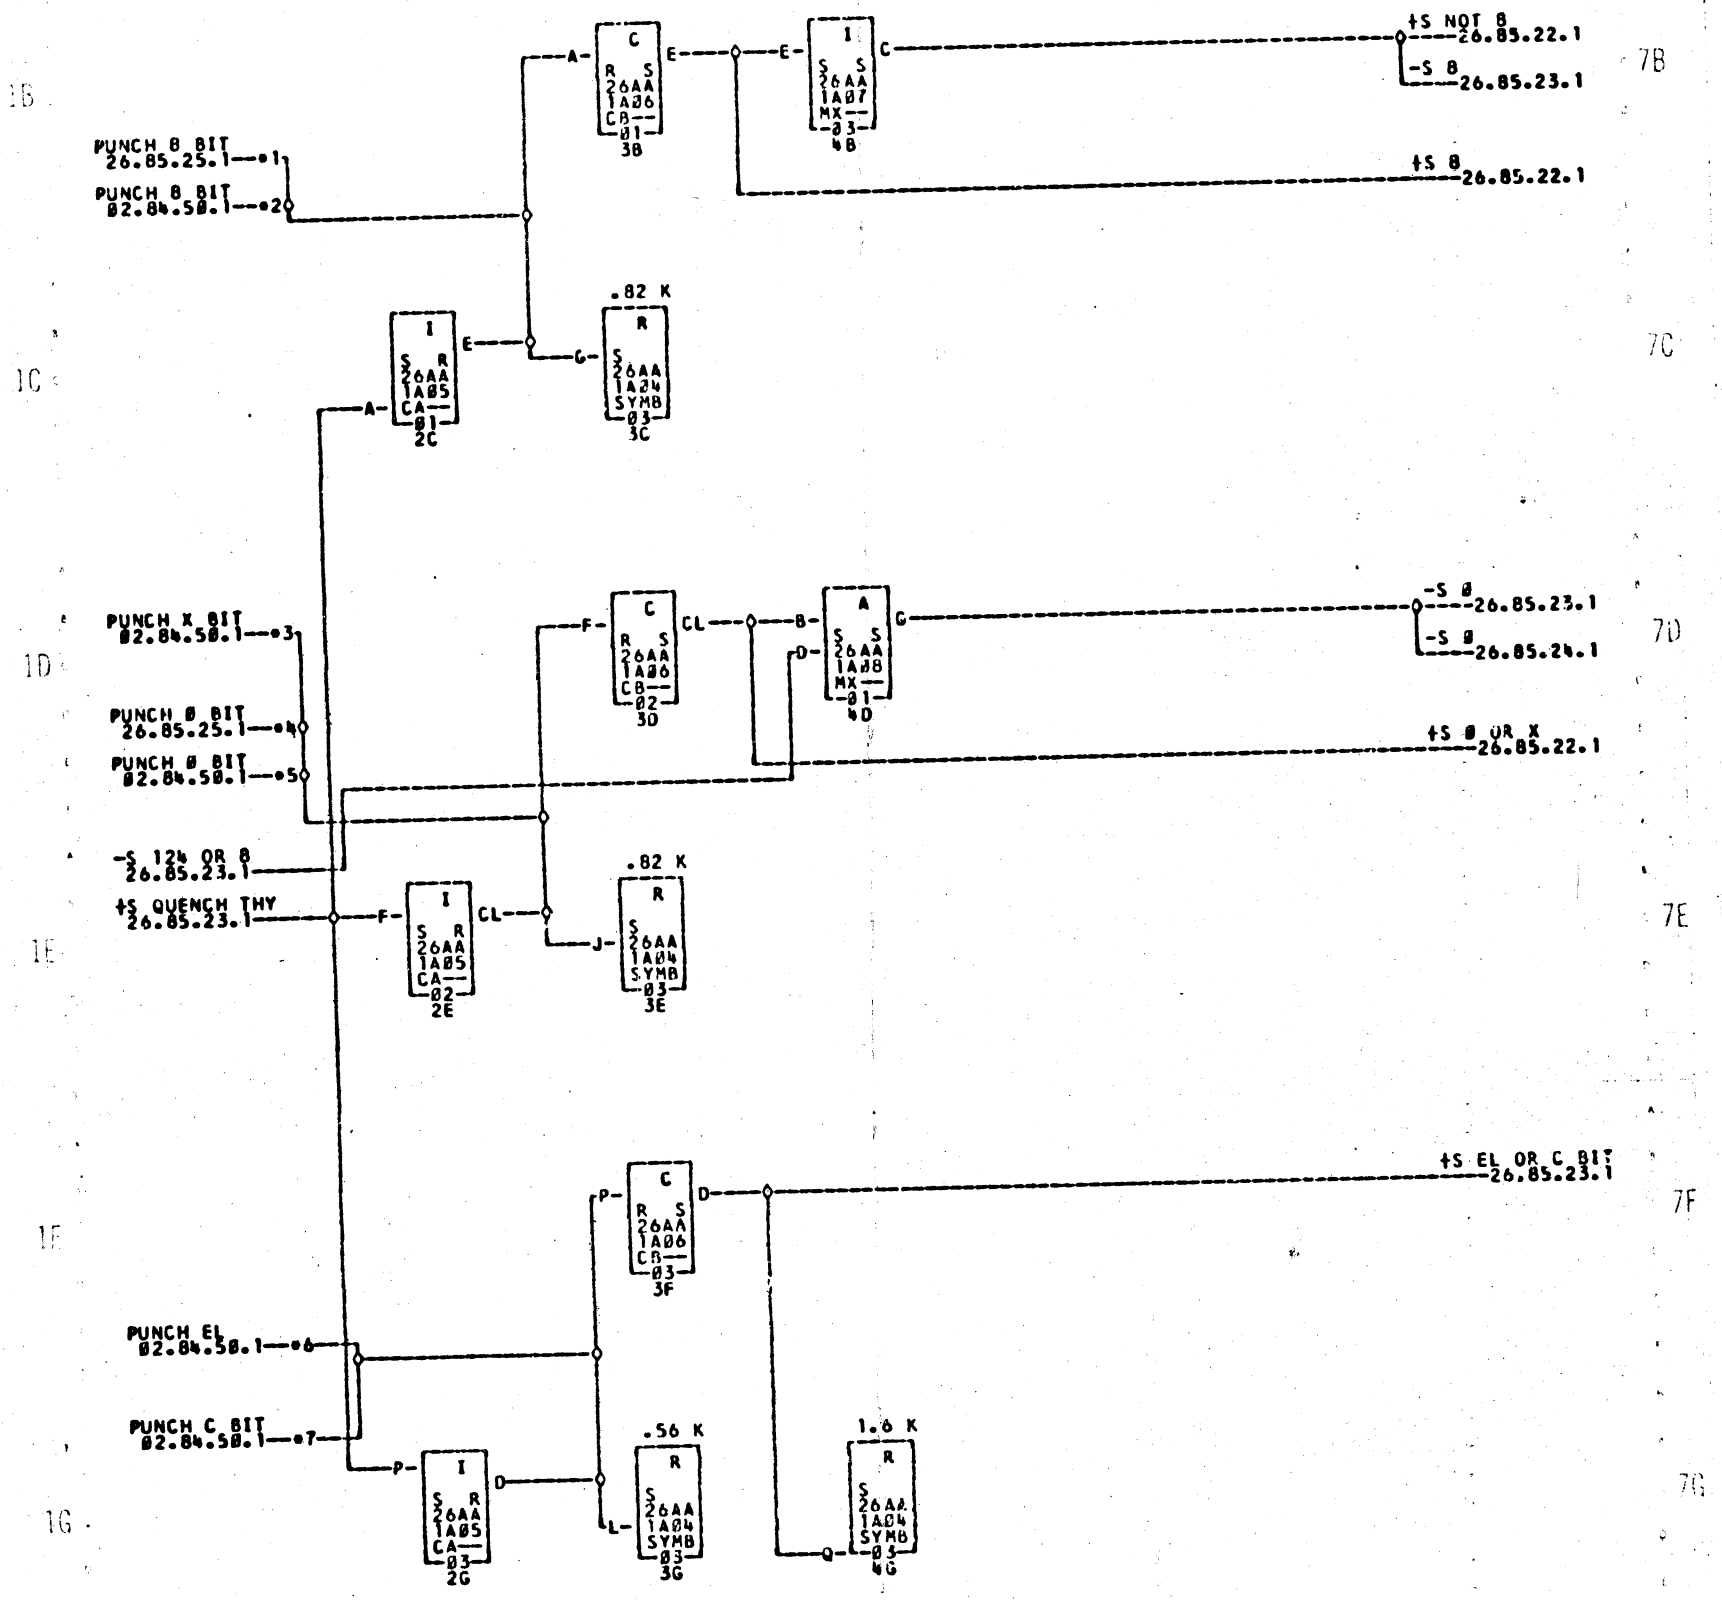 +S NOT 8
26.85.22.1
-S 8
26.85.23.1
7B
1B
A
C
R S
26AA
1A06
CB--
01
3B
E
E
I
S S
26AA
1A07
MX--
03
4B
C
PUNCH 8 BIT
26.85.25.1--*1
PUNCH 8 BIT
02.84.50.1--*2
+S 8
26.85.22.1
1C
A
I
S R
26AA
1A05
CA--
01
2C
E
G
.82 K
R
S
26AA
1A04
SYMB
03
3C
7C
PUNCH X BIT
02.84.50.1--*3
1D
PUNCH 0 BIT
26.85.25.1--*4
PUNCH 0 BIT
02.84.50.1--*5
F
C
R S
26AA
1A06
CB--
02
3D
CL
B
D
A
S S
26AA
1A08
MX--
01
4D
G
-S 0
26.85.23.1
-S 0
26.85.24.1
7D
+S 0 OR X
26.85.22.1
-S 124 OR 8
26.85.23.1
+S QUENCH THY
26.85.23.1
1E
F
I
S R
26AA
1A05
CA--
02
2E
CL
J
.82 K
R
S
26AA
1A04
SYMB
03
3E
7E
P
C
R S
26AA
1A06
CB--
03
3F
D
+S EL OR C BIT
26.85.23.1
7F
1F
PUNCH EL
02.84.50.1--*6
PUNCH C BIT
02.84.50.1--*7
1G
P
I
S R
26AA
1A05
CA--
03
2G
D
L
.56 K
R
S
26AA
1A04
SYMB
03
3G
Q
1.6 K
R
S
26AA
1A04
SYMB
03
4G
7G